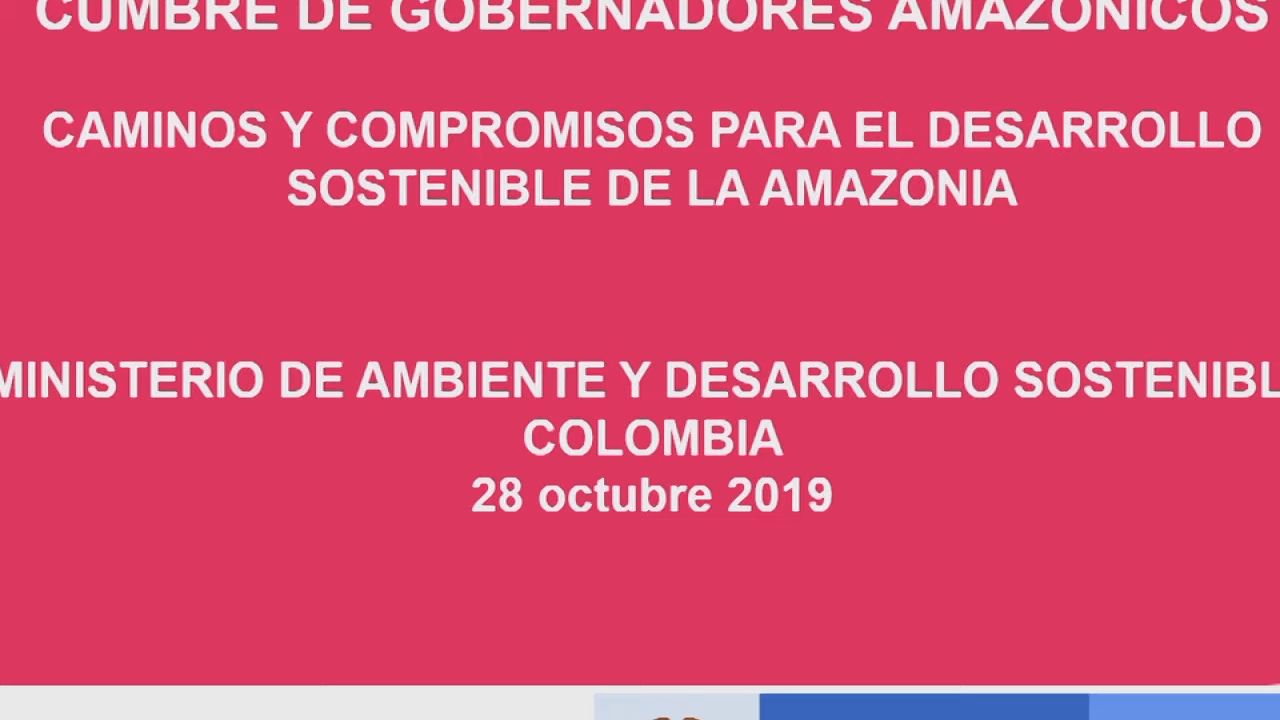 CUMBRE DE GOBERNADORES AMAZONICOS
CAMINOS Y COMPROMISOS PARA EL DESARROLLO
SOSTENIBLE DE LA AMAZONIA
MINISTERIO DE AMBIENTE Y DESARROLLO SOSTENIBL
COLOMBIA
28 octubre 2019